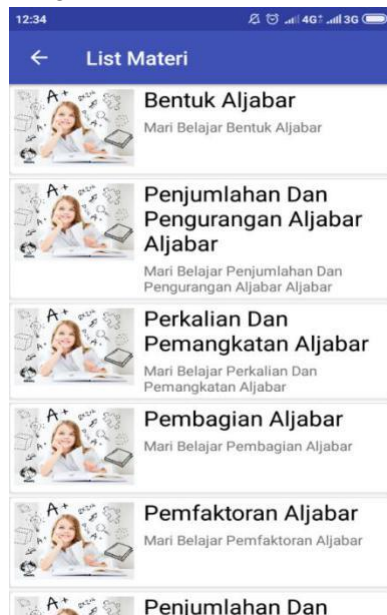 12:34
4G 3G
List Materi
Bentuk Aljabar
Mari Belajar Bentuk Aljabar
Penjumlahan Dan
Pengurangan Aljabar
Aljabar
Mari Belajar Penjumlahan Dan
Pengurangan Aljabar Aljabar
Perkalian Dan
Pemangkatan Aljabar
Mari Belajar Perkalian Dan
Pemangkatan Aljabar
Pembagian Aljabar
Mari Belajar Pembagian Aljabar
Pemfaktoran Aljabar
Mari Belajar Pemfaktoran Aljabar
Penjumlahan Dan
A+
A+
A+
A+
A+
A+